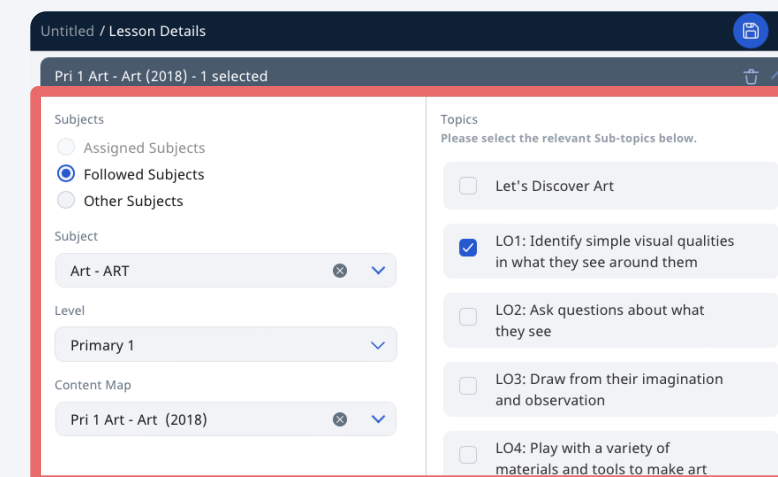 Untitled / Lesson Details
Pri 1 Art - Art (2018) - 1 selected
Subjects
Assigned Subjects
Followed Subjects
Other Subjects
Subject
Art - ART
Level
Primary 1
Content Map
Pri 1 Art - Art (2018)
Topics
Please select the relevant Sub-topics below.
Let's Discover Art
LO1: Identify simple visual qualities
in what they see around them
LO2: Ask questions about what
they see
LO3: Draw from their imagination
and observation
LO4: Play with a variety of
materials and tools to make art